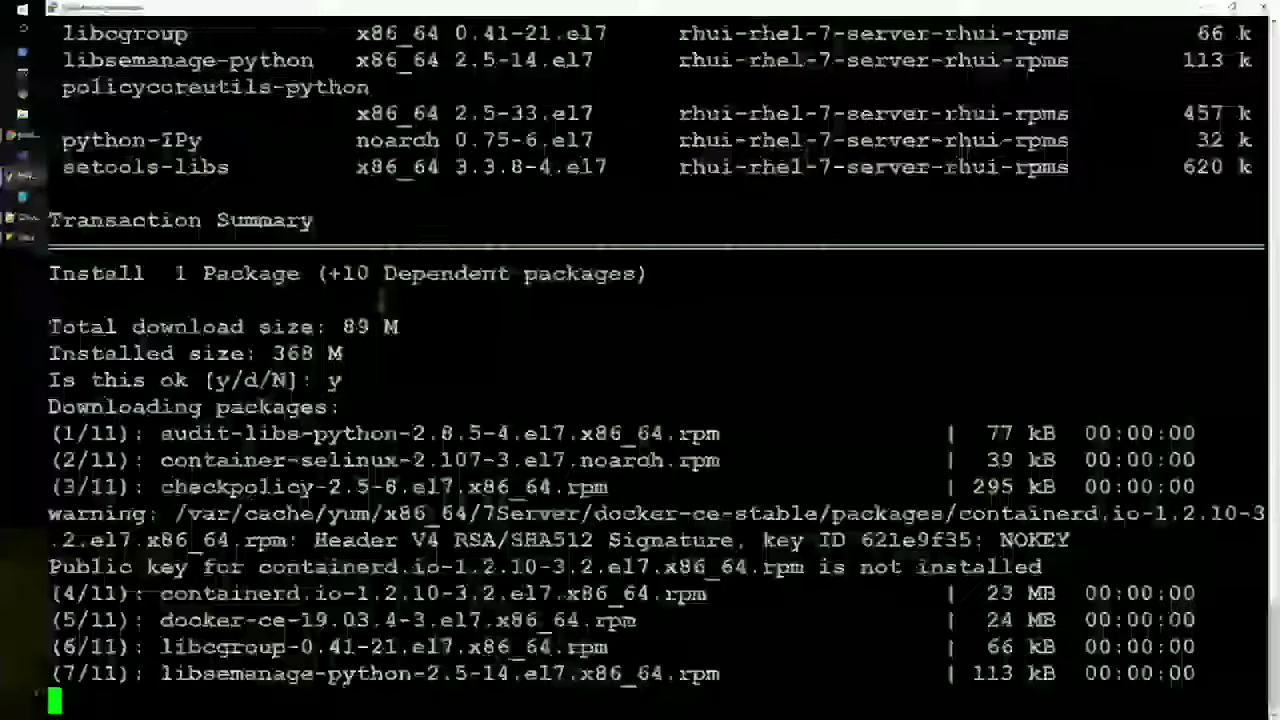 libcgroup x86_64 0.41-21.el7 rhui-rhel-7-server-rhui-rpms 66 k
libsemanage-python x86_64 2.5-14.el7 rhui-rhel-7-server-rhui-rpms 113 k
policycoreutils-python
x86_64 2.5-33.el7 rhui-rhel-7-server-rhui-rpms 457 k
python-IPy noarch 0.75-6.el7 rhui-rhel-7-server-rhui-rpms 32 k
setools-libs x86_64 3.3.8-4.el7 rhui-rhel-7-server-rhui-rpms 620 k
Transaction Summary
Install 1 Package (+10 Dependent packages)
Total download size: 89 M
Installed size: 368 M
Is this ok [y/d/N]: y
Downloading packages:
(1/11): audit-libs-python-2.8.5-4.el7.x86_64.rpm | 77 kB 00:00:00
(2/11): container-selinux-2.107-3.el7.noarch.rpm | 39 kB 00:00:00
(3/11): checkpolicy-2.5-8.el7.x86_64.rpm | 295 kB 00:00:00
warning: /var/cache/yum/x86_64/7Server/docker-ce-stable/packages/containerd.io-1.2.10-3
.2.el7.x86_64.rpm: Header V4 RSA/SHA512 Signature, key ID 621e9f35: NOKEY
Public key for containerd.io-1.2.10-3.2.el7.x86_64.rpm is not installed
(4/11): containerd.io-1.2.10-3.2.el7.x86_64.rpm | 23 MB 00:00:00
(5/11): docker-ce-19.03.4-3.el7.x86_64.rpm | 24 MB 00:00:00
(6/11): libcgroup-0.41-21.el7.x86_64.rpm | 66 kB 00:00:00
(7/11): libsemanage-python-2.5-14.el7.x86_64.rpm | 113 kB 00:00:00